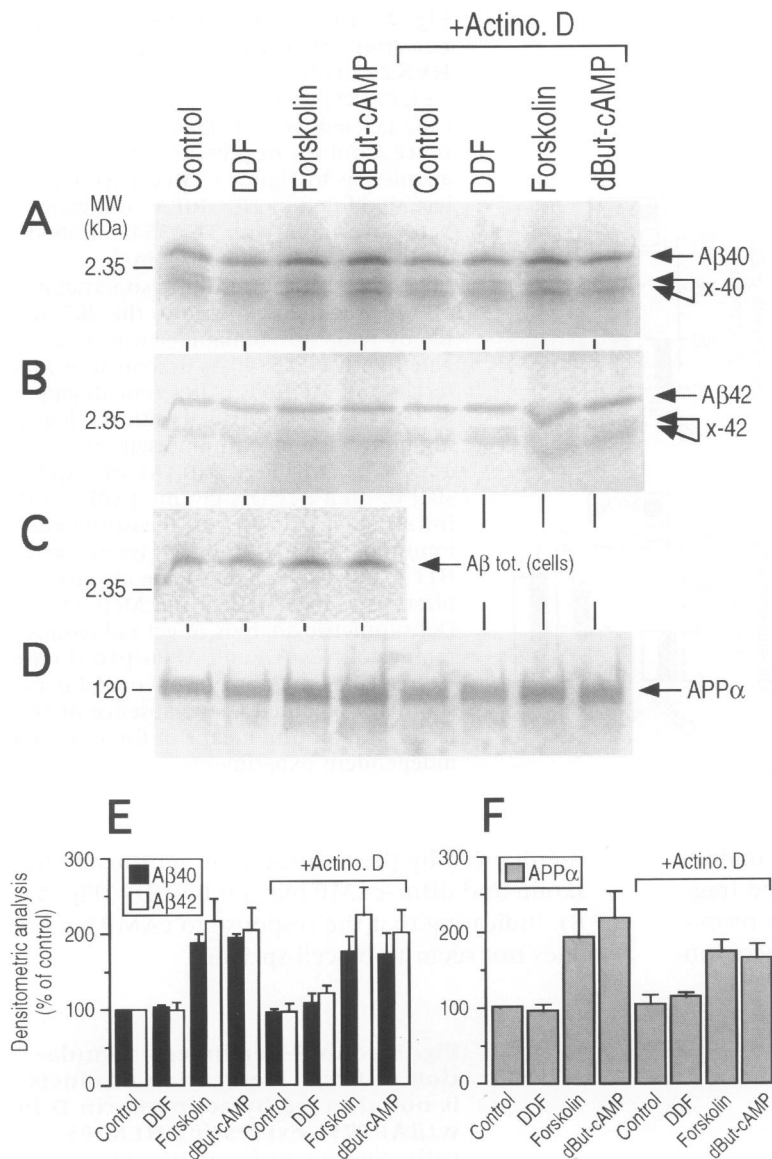 +Actino. D
Control
DDF
Forskolin
dBut-cAMP
Control
DDF
Forskolin
dBut-cAMP
A
MW
(kDa)
2.35
Aβ40
x-40
B
2.35
Aβ42
x-42
C
2.35
Aβ tot. (cells)
D
120
APPα
E
Densitometric analysis
(% of control)
300
200
100
0
Aβ40
Aβ42
+Actino. D
Control
DDF
Forskolin
dBut-cAMP
Control
DDF
Forskolin
dBut-cAMP
F
300
200
100
0
APPα
+Actino. D
Control
DDF
Forskolin
dBut-cAMP
Control
DDF
Forskolin
dBut-cAMP